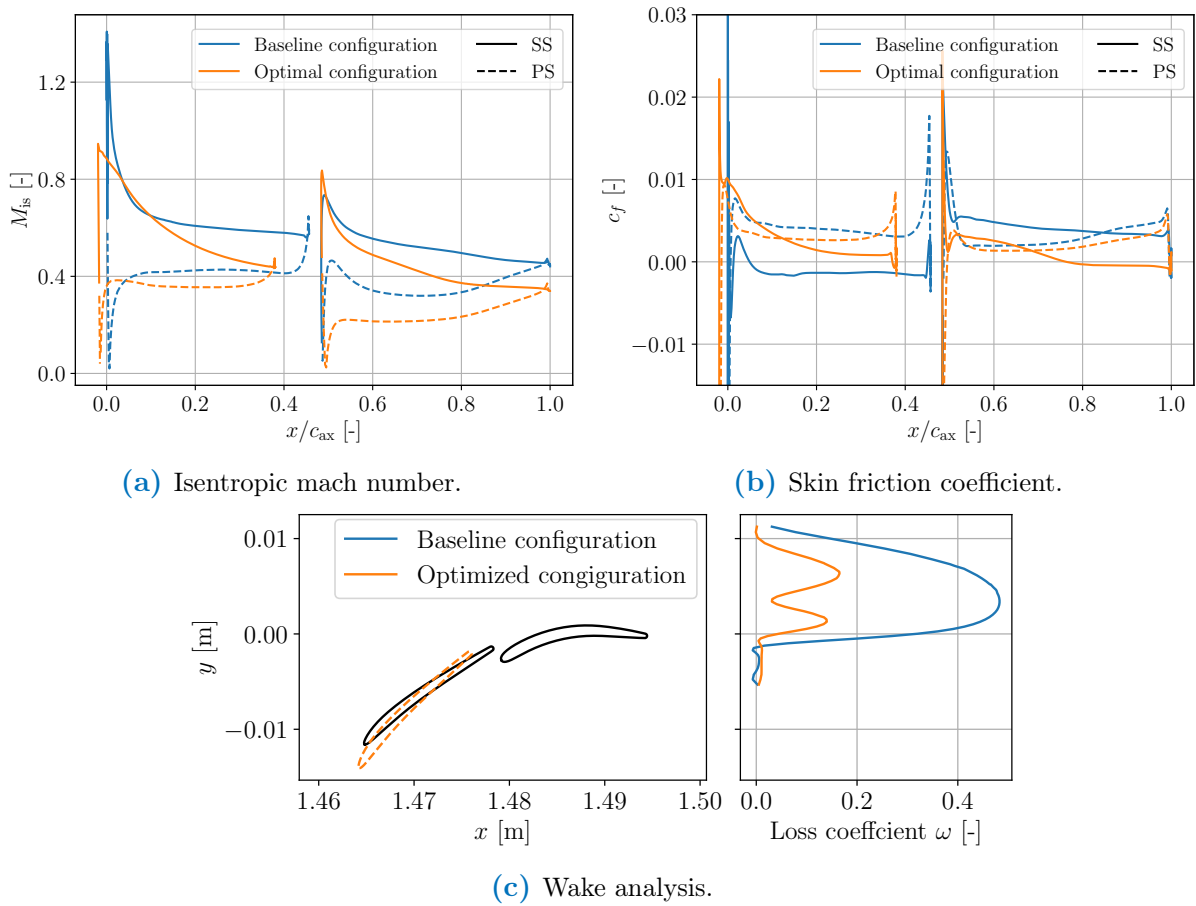 Baseline configuration
Optimal configuration
SS
PS
M_is [-]
1.2
0.8
0.4
0.0
0.0 0.2 0.4 0.6 0.8 1.0
x/c_ax [-]
(a) Isentropic mach number.
Baseline configuration
Optimal configuration
SS
PS
c_f [-]
0.03
0.02
0.01
0.00
−0.01
0.0 0.2 0.4 0.6 0.8 1.0
x/c_ax [-]
(b) Skin friction coefficient.
Baseline configuration
Optimized congiguration
y [m]
0.01
0.00
−0.01
1.46 1.47 1.48 1.49 1.50
x [m]
0.0 0.2 0.4
Loss coeffcient ω [-]
(c) Wake analysis.